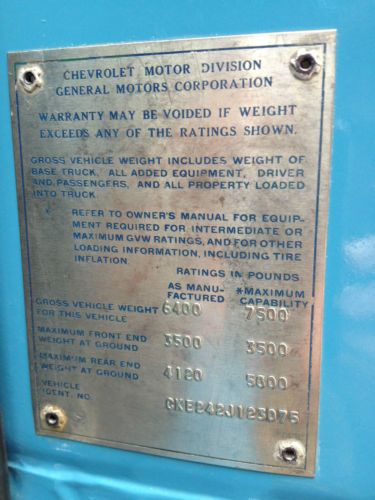 CHEVROLET MOTOR DIVISION
GENERAL MOTORS CORPORATION
WARRANTY MAY BE VOIDED IF WEIGHT
EXCEEDS ANY OF THE RATINGS SHOWN.
GROSS VEHICLE WEIGHT INCLUDES WEIGHT OF
BASE TRUCK, ALL ADDED EQUIPMENT, DRIVER
AND PASSENGERS, AND ALL PROPERTY LOADED
INTO TRUCK.
REFER TO OWNER'S MANUAL FOR EQUIP-
MENT REQUIRED FOR INTERMEDIATE OR
MAXIMUM GVW RATINGS, AND FOR OTHER
LOADING INFORMATION, INCLUDING TIRE
INFLATION.
RATINGS IN POUNDS
AS MANU- *MAXIMUM
FACTURED CAPABILITY
GROSS VEHICLE WEIGHT 6400 7500
FOR THIS VEHICLE
MAXIMUM FRONT END 3500 3500
WEIGHT AT GROUND
MAXIMUM REAR END 4120 5800
WEIGHT AT GROUND
VEHICLE CKE242J123075
IDENT. NO.